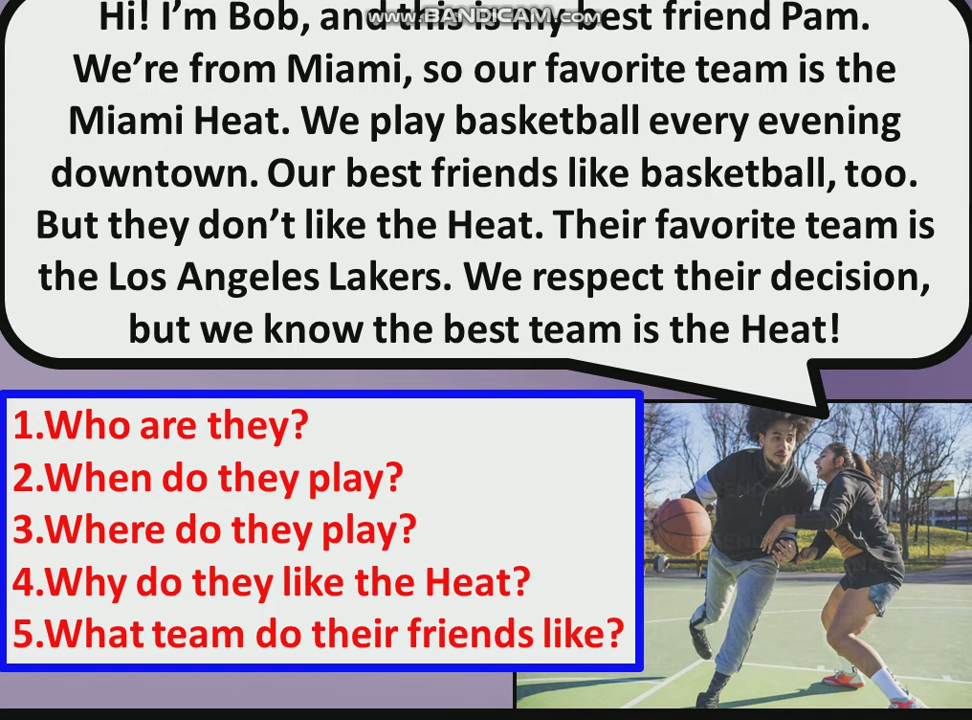 www.BANDICAM.com
Hi! I'm Bob, and this is my best friend Pam.
We're from Miami, so our favorite team is the
Miami Heat. We play basketball every evening
downtown. Our best friends like basketball, too.
But they don't like the Heat. Their favorite team is
the Los Angeles Lakers. We respect their decision,
but we know the best team is the Heat!
1.Who are they?
2.When do they play?
3.Where do they play?
4.Why do they like the Heat?
5.What team do their friends like?